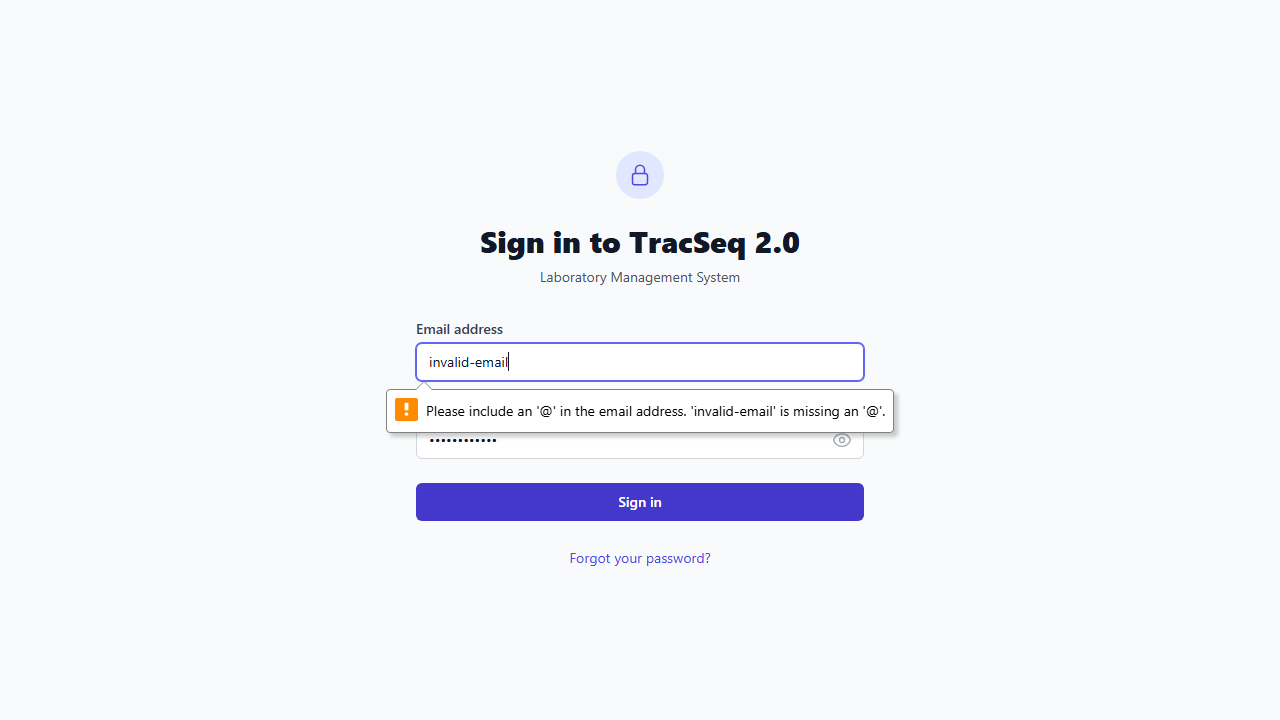 Sign in to TracSeq 2.0
Laboratory Management System
Email address
invalid-email
Please include an '@' in the email address. 'invalid-email' is missing an '@'.
••••••••••••
Sign in
Forgot your password?